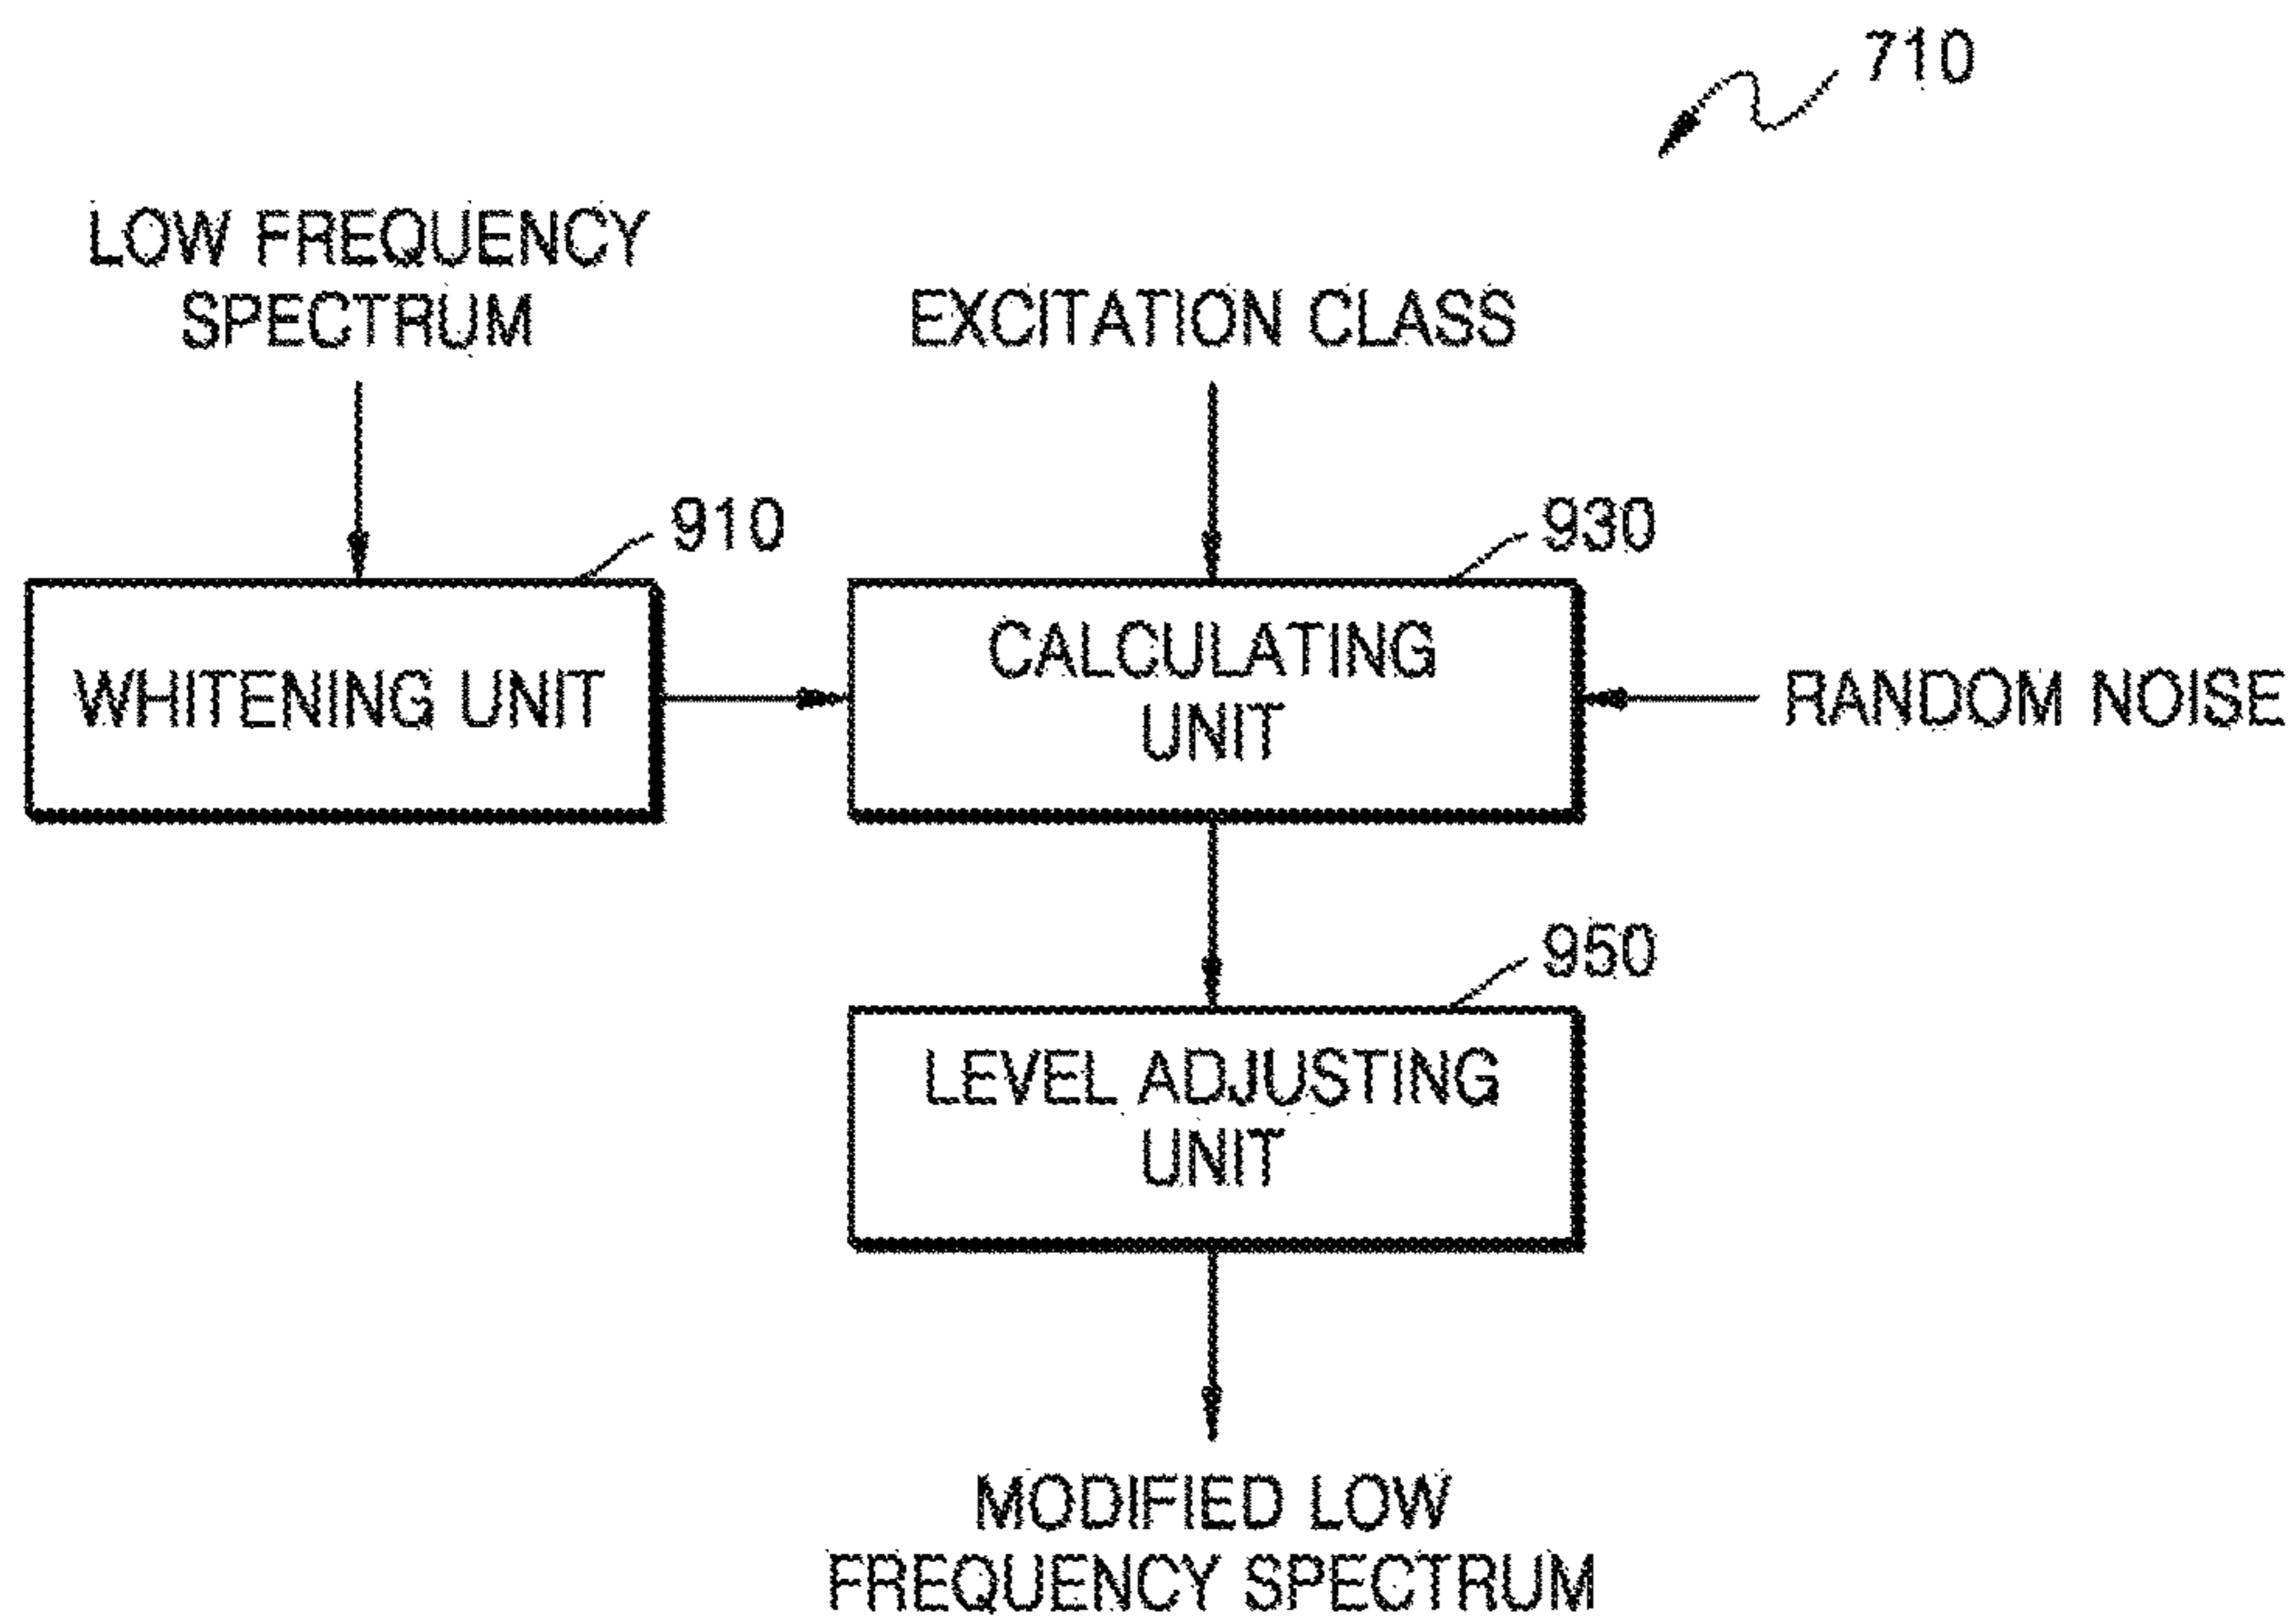 710
LOW FREQUENCY
SPECTRUM
EXCITATION CLASS
910
930
WHITENING UNIT
CALCULATING
UNIT
RANDOM NOISE
950
LEVEL ADJUSTING
UNIT
MODIFIED LOW
FREQUENCY SPECTRUM